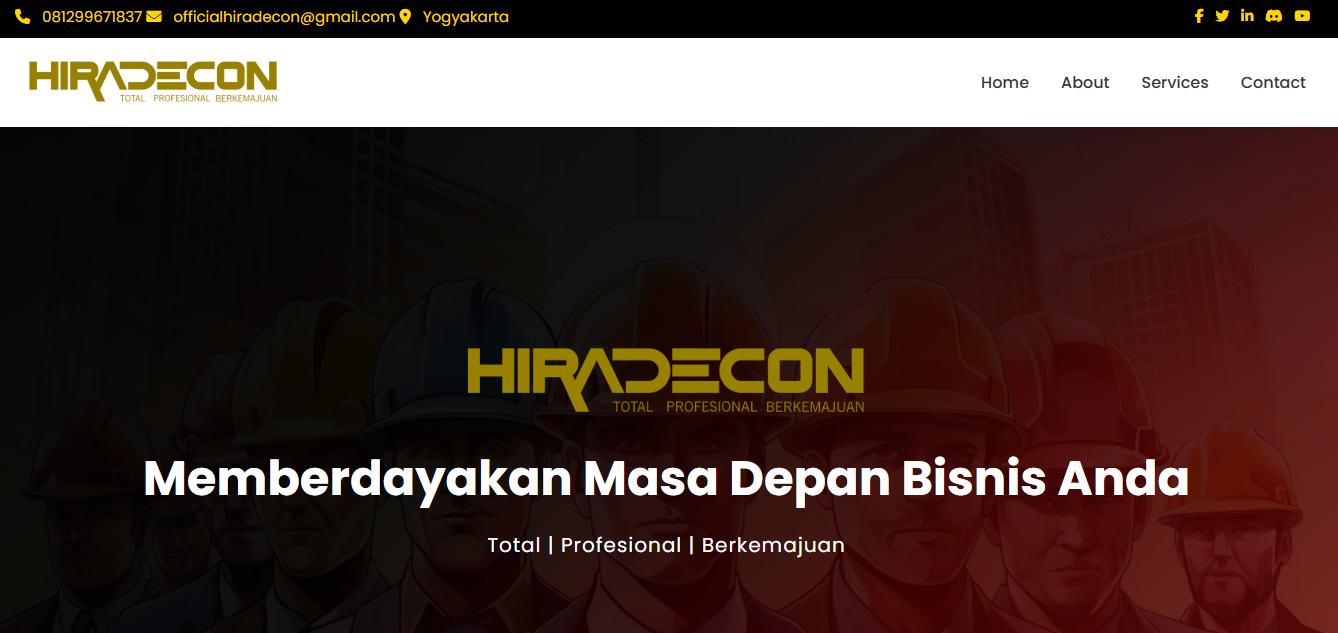 081299671837 officialhiradecon@gmail.com Yogyakarta
HIRADECON
TOTAL PROFESIONAL BERKEMAJUAN
Home About Services Contact
HIRADECON
TOTAL PROFESIONAL BERKEMAJUAN
Memberdayakan Masa Depan Bisnis Anda
Total | Profesional | Berkemajuan